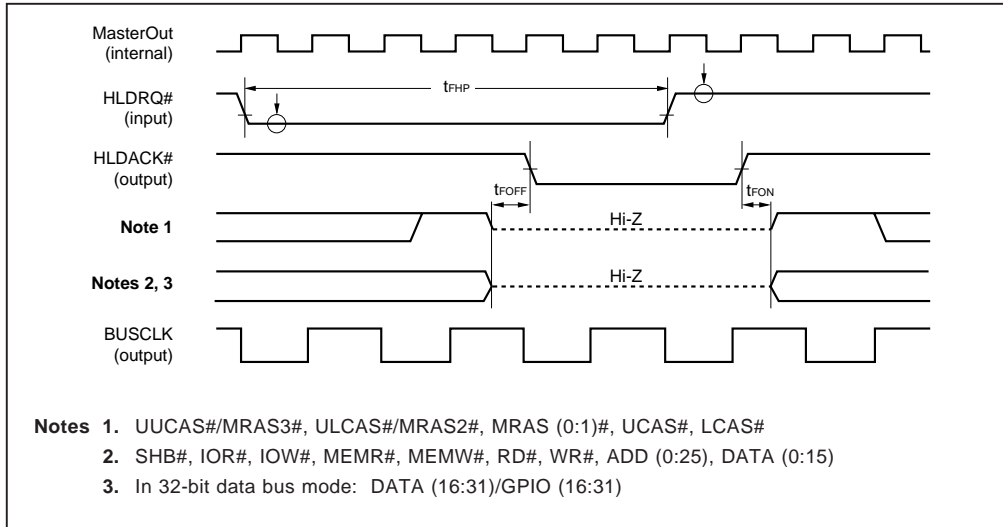 MasterOut
(internal)
tFHP
HLDRQ#
(input)
HLDACK#
(output)
tFOFF
tFON
Note 1
Hi-Z
Notes 2, 3
Hi-Z
BUSCLK
(output)
Notes 1. UUCAS#/MRAS3#, ULCAS#/MRAS2#, MRAS (0:1)#, UCAS#, LCAS#
2. SHB#, IOR#, IOW#, MEMR#, MEMW#, RD#, WR#, ADD (0:25), DATA (0:15)
3. In 32-bit data bus mode: DATA (16:31)/GPIO (16:31)